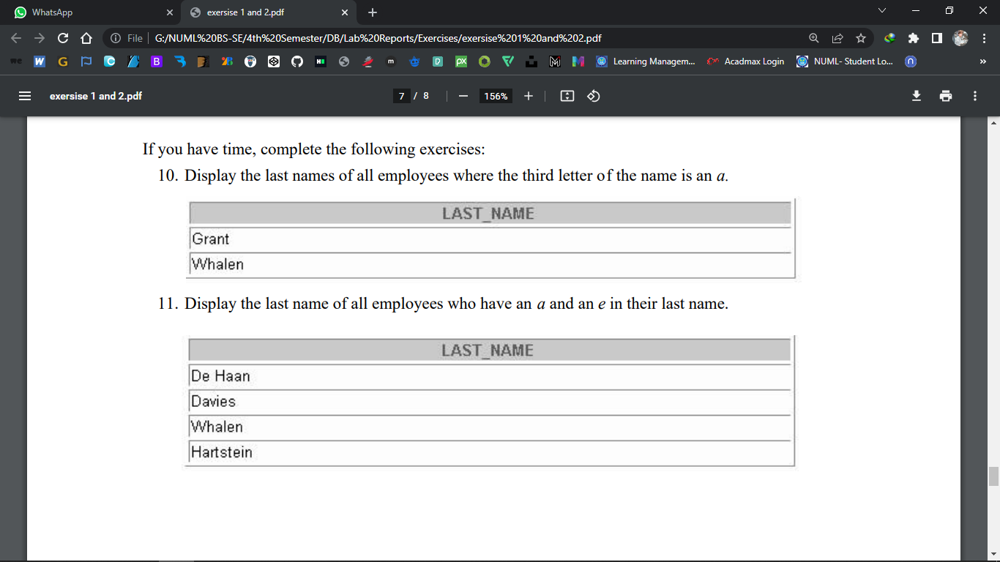 WhatsApp
exersise 1 and 2.pdf
File
G:/NUML%20BS-SE/4th%20Semester/DB/Lab%20Reports/Exercises/exersise%201%20and%202.pdf
Learning Managem...
Acadmax Login
NUML- Student Lo...
exersise 1 and 2.pdf
7 / 8
156%
If you have time, complete the following exercises:
10. Display the last names of all employees where the third letter of the name is an a.
LAST_NAME
Grant
Whalen
11. Display the last name of all employees who have an a and an e in their last name.
LAST_NAME
De Haan
Davies
Whalen
Hartstein